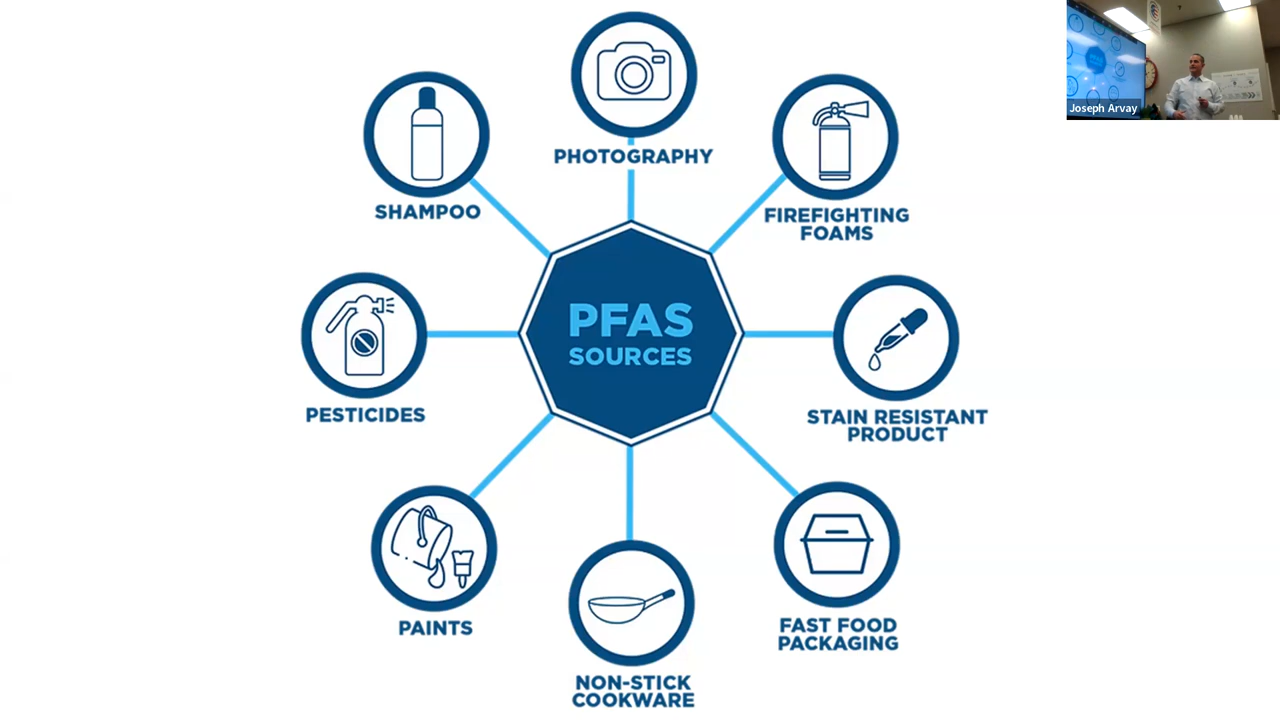 PHOTOGRAPHY
SHAMPOO
FIREFIGHTING
FOAMS
PFAS
SOURCES
PESTICIDES
STAIN RESISTANT
PRODUCT
PAINTS
FAST FOOD
PACKAGING
NON-STICK
COOKWARE
Joseph Arvay